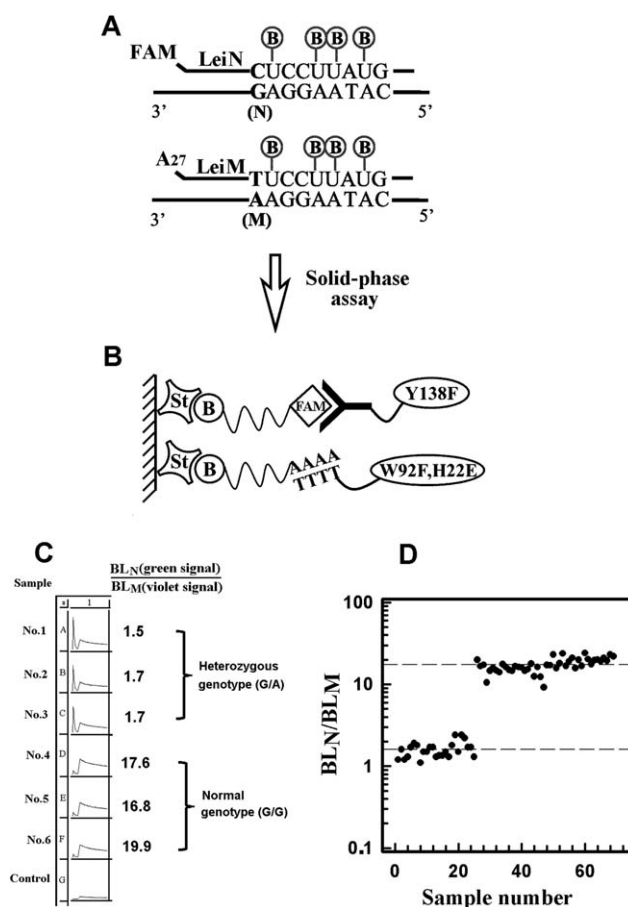 A
FAM
LeiN
B B B B
CUCCUUAUG
GAGGAATAC
3' (N) 5'
B B B B
A27
LeiM
TUCCUUAUG
AAGGAATAC
3' (M) 5'
Solid-phase
assay
B
St B FAM Y138F
St B AAAA
TTTT W92F,H22E
C
Sample
BLN(green signal)
BLM(violet signal)
1
No.1 A 1.5
No.2 B 1.7
No.3 C 1.7
Heterozygous
genotype (G/A)
No.4 D 17.6
No.5 E 16.8
No.6 F 19.9
Normal
genotype (G/G)
Control G
D
BLN/BLM
100
10
1
0.1
0 20 40 60
Sample number